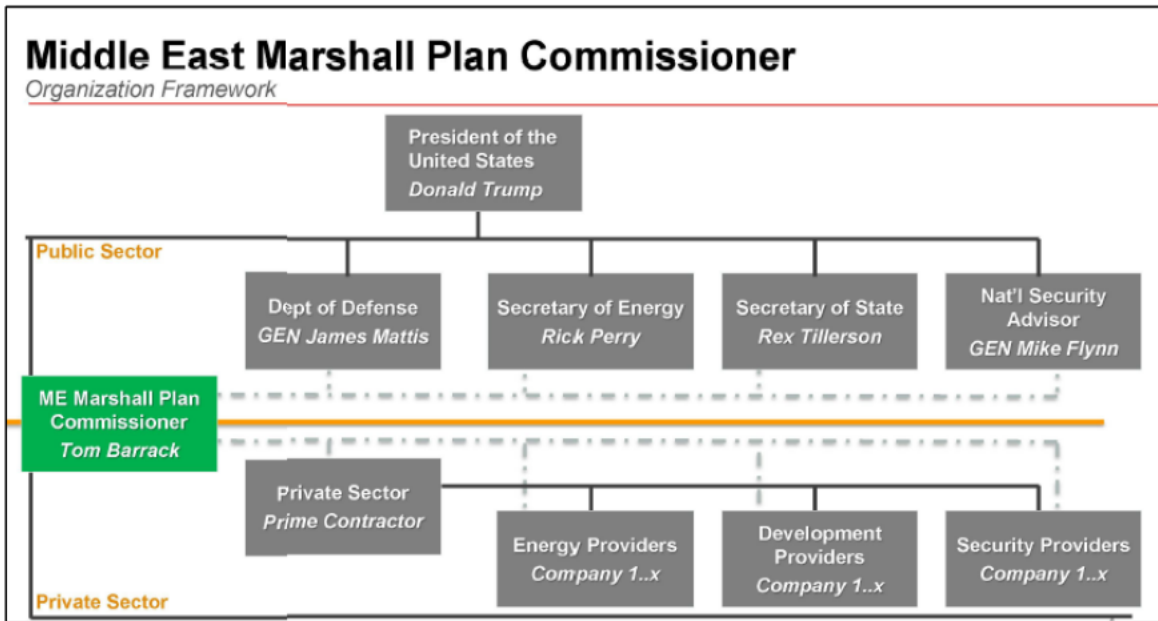 Middle East Marshall Plan Commissioner
Organization Framework
President of the
United States
Donald Trump
Public Sector
Dept of Defense
GEN James Mattis
Secretary of Energy
Rick Perry
Secretary of State
Rex Tillerson
Nat'l Security
Advisor
GEN Mike Flynn
ME Marshall Plan
Commissioner
Tom Barrack
Private Sector
Prime Contractor
Energy Providers
Company 1..x
Development
Providers
Company 1..x
Security Providers
Company 1..x
Private Sector